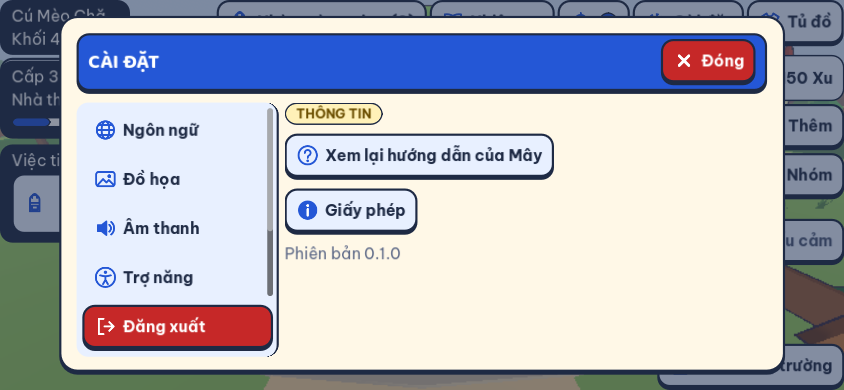 Cú Mèo Chă
Khối 4
Cấp 3
Nhà th
Việc ti
Tủ đồ
50 Xu
Thêm
Nhóm
u cảm
trường
CÀI ĐẶT
Đóng
Ngôn ngữ
Đồ họa
Âm thanh
Trợ năng
Đăng xuất
THÔNG TIN
Xem lại hướng dẫn của Mây
Giấy phép
Phiên bản 0.1.0